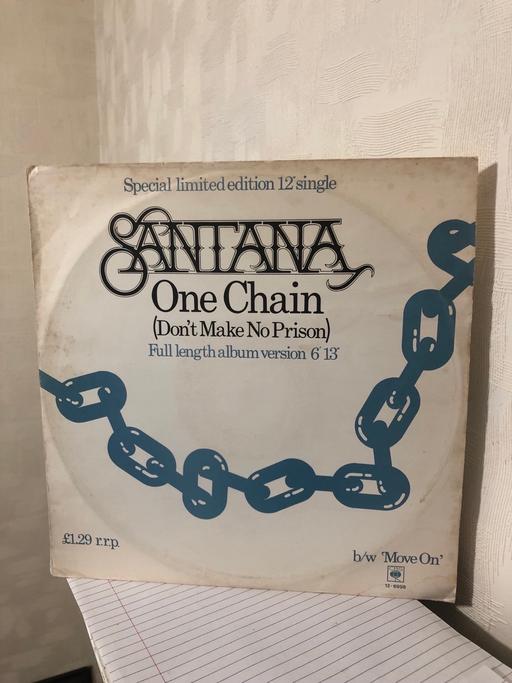 Special limited edition 12" single
SANTANA
One Chain
(Don't Make No Prison)
Full length album version 6' 13"
£1.29 r.r.p.
b/w 'Move On'